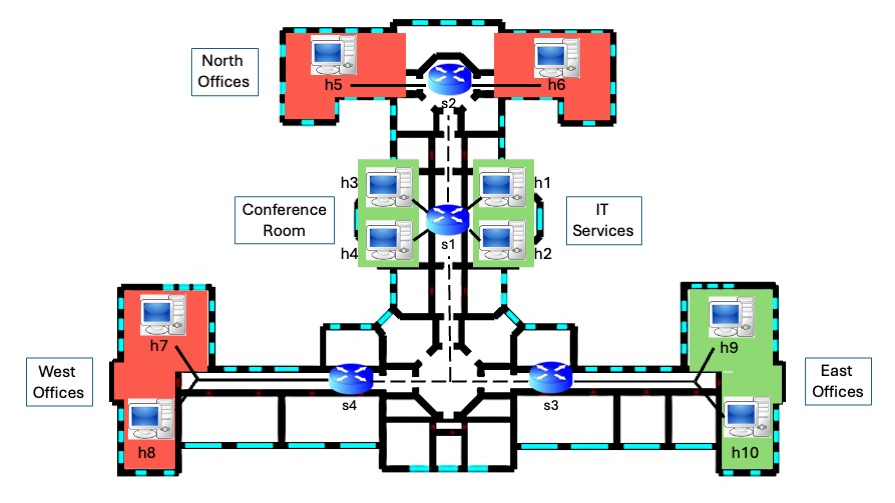 North
Offices
h5
h6
s2
h3
h1
Conference
Room
IT
Services
s1
h4
h2
h7
h9
West
Offices
East
Offices
s4
s3
h8
h10